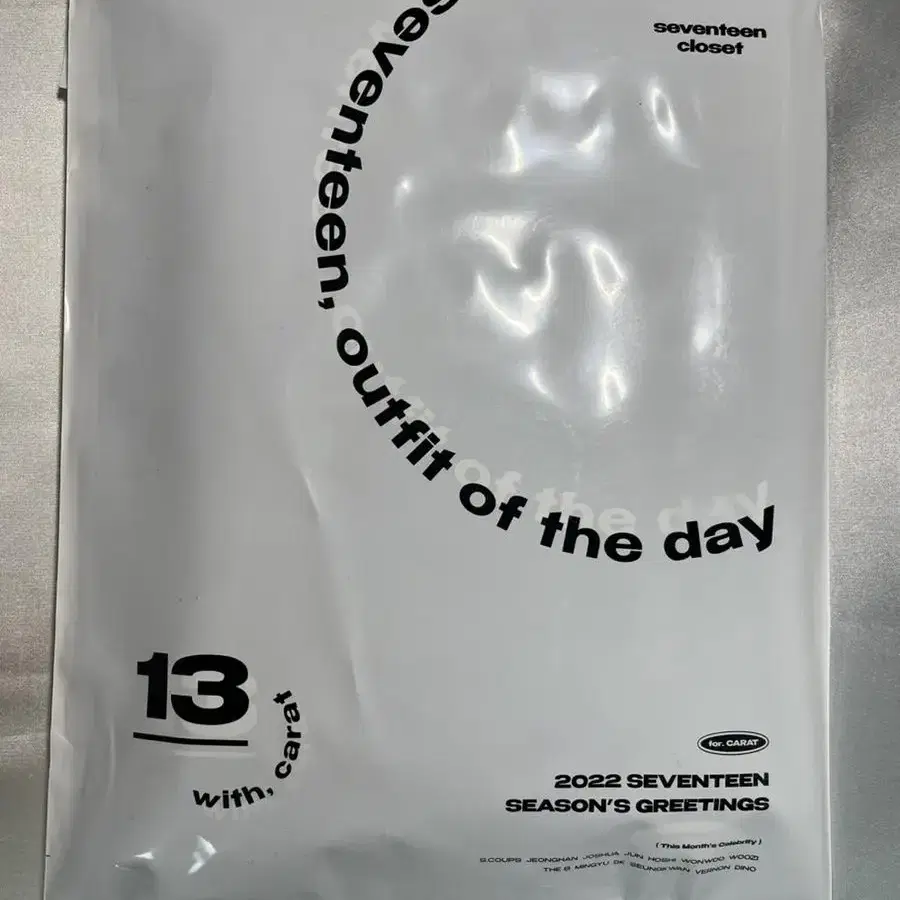 seventeen
closet
seventeen, outfit of the day
13
with, carat
for. CARAT
2022 SEVENTEEN
SEASON'S GREETINGS
( This Month's Celebrity )
S.COUPS JEONGHAN JOSHUA JUN HOSHI WONWOO WOOZI
THE 8 MINGYU DK SEUNGKWAN VERNON DINO